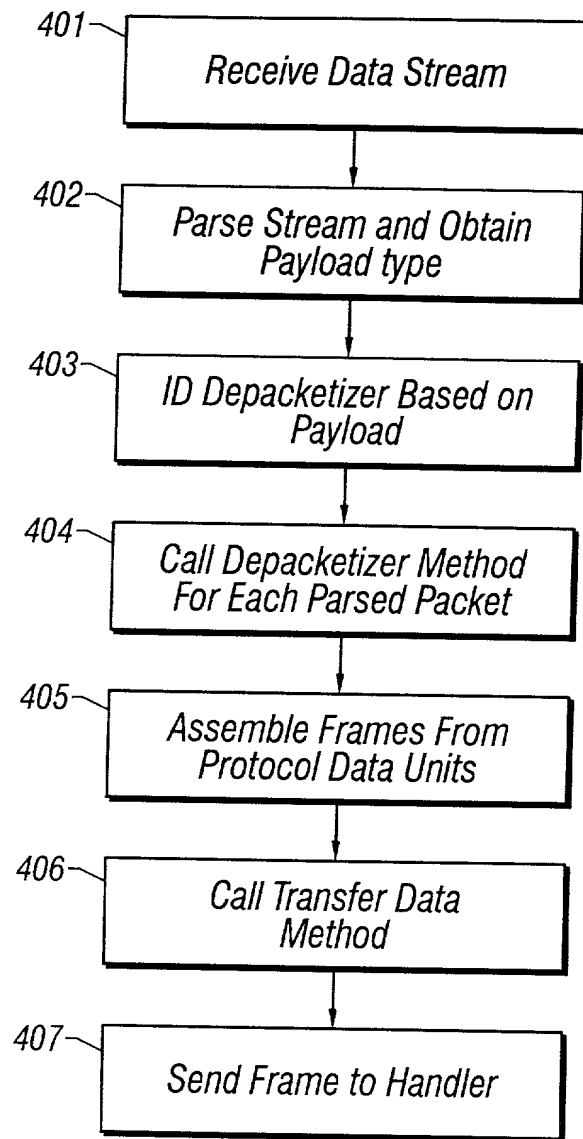 401
Receive Data Stream
402
Parse Stream and Obtain
Payload type
403
ID Depacketizer Based on
Payload
404
Call Depacketizer Method
For Each Parsed Packet
405
Assemble Frames From
Protocol Data Units
406
Call Transfer Data
Method
407
Send Frame to Handler